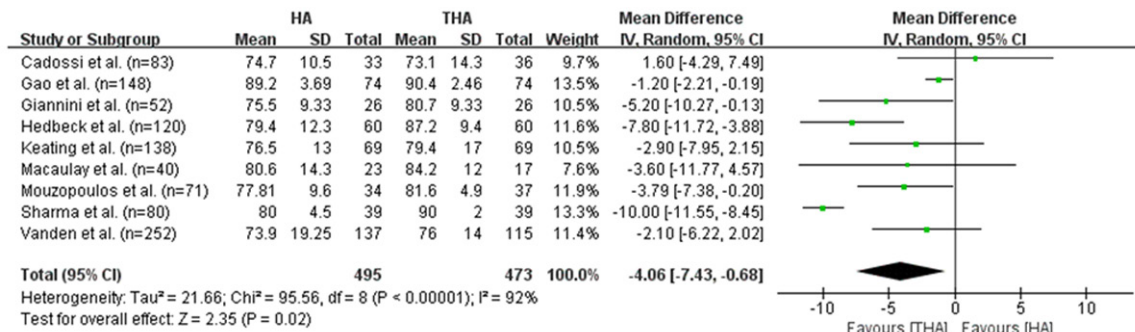 HA THA Mean Difference Mean Difference
Study or Subgroup Mean SD Total Mean SD Total Weight IV, Random, 95% CI IV, Random, 95% CI
Cadossi et al. (n=83) 74.7 10.5 33 73.1 14.3 36 9.7% 1.60 [-4.29, 7.49]
Gao et al. (n=148) 89.2 3.69 74 90.4 2.46 74 13.5% -1.20 [-2.21, -0.19]
Giannini et al. (n=52) 75.5 9.33 26 80.7 9.33 26 10.5% -5.20 [-10.27, -0.13]
Hedbeck et al. (n=120) 79.4 12.3 60 87.2 9.4 60 11.6% -7.80 [-11.72, -3.88]
Keating et al. (n=138) 76.5 13 69 79.4 17 69 10.5% -2.90 [-7.95, 2.15]
Macaulay et al. (n=40) 80.6 14.3 23 84.2 12 17 7.6% -3.60 [-11.77, 4.57]
Mouzopoulos et al. (n=71) 77.81 9.6 34 81.6 4.9 37 11.9% -3.79 [-7.38, -0.20]
Sharma et al. (n=80) 80 4.5 39 90 2 39 13.3% -10.00 [-11.55, -8.45]
Vanden et al. (n=252) 73.9 19.25 137 76 14 115 11.4% -2.10 [-6.22, 2.02]
Total (95% CI) 495 473 100.0% -4.06 [-7.43, -0.68]
Heterogeneity: Tau² = 21.66; Chi² = 95.56, df = 8 (P < 0.00001); I² = 92%
Test for overall effect: Z = 2.35 (P = 0.02)
-10 -5 0 5 10
Favours [THA] Favours [HA]